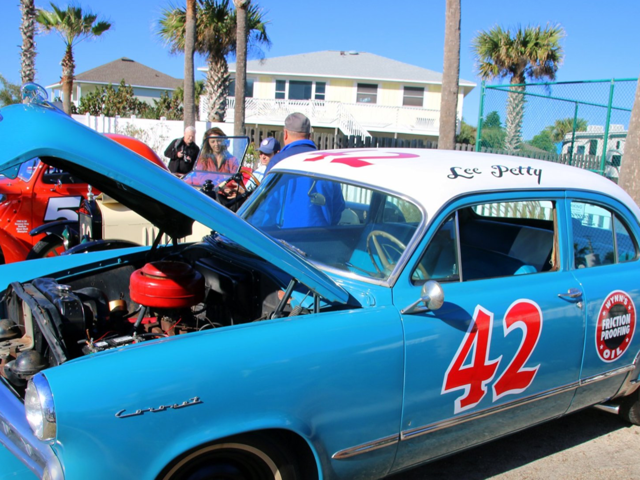 42
Lee Petty
5
42
WYNN'S
FRICTION
PROOFING
OIL
Coronet